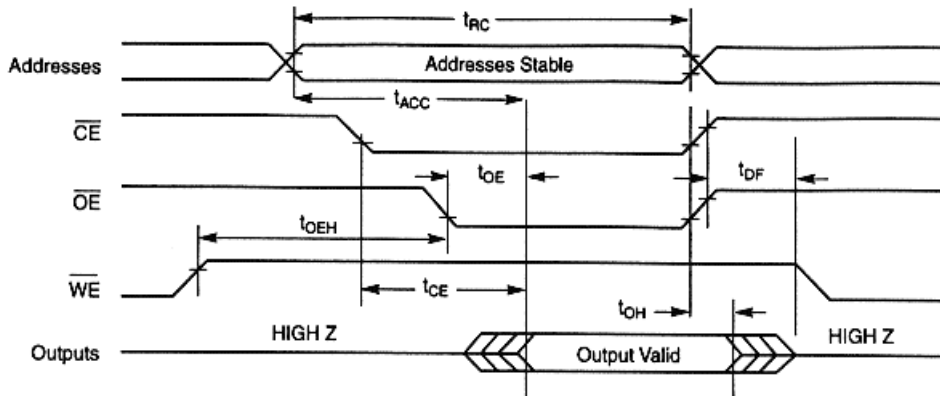 tRC
Addresses
Addresses Stable
tACC
CE
tOE
tDF
OE
tOEH
WE
tCE
tOH
HIGH Z
HIGH Z
Outputs
Output Valid